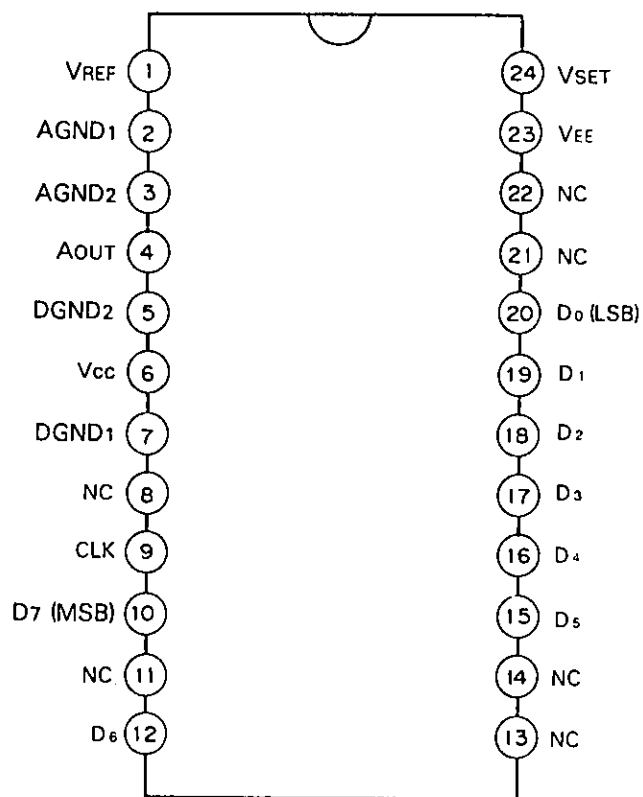 VREF 1 24 VSET
AGND1 2 23 VEE
AGND2 3 22 NC
AOUT 4 21 NC
DGND2 5 20 D0 (LSB)
Vcc 6 19 D1
DGND1 7 18 D2
NC 8 17 D3
CLK 9 16 D4
D7 (MSB) 10 15 D5
NC 11 14 NC
D6 12 13 NC